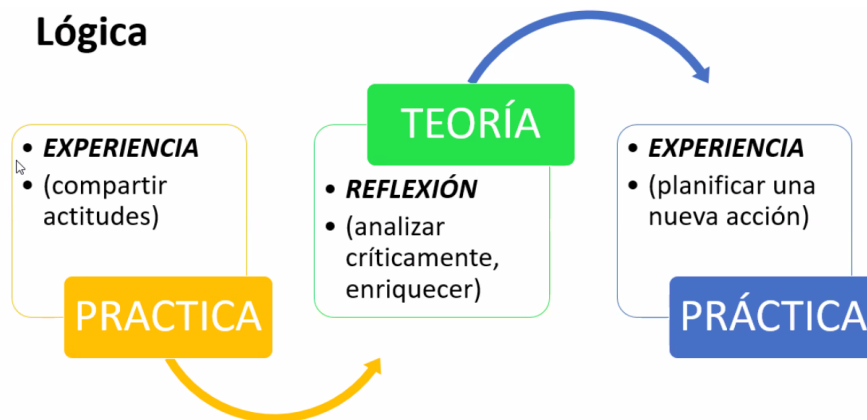 Lógica
• EXPERIENCIA
• (compartir
actitudes)
PRACTICA
TEORÍA
• REFLEXIÓN
• (analizar
críticamente,
enriquecer)
• EXPERIENCIA
• (planificar una
nueva acción)
PRÁCTICA